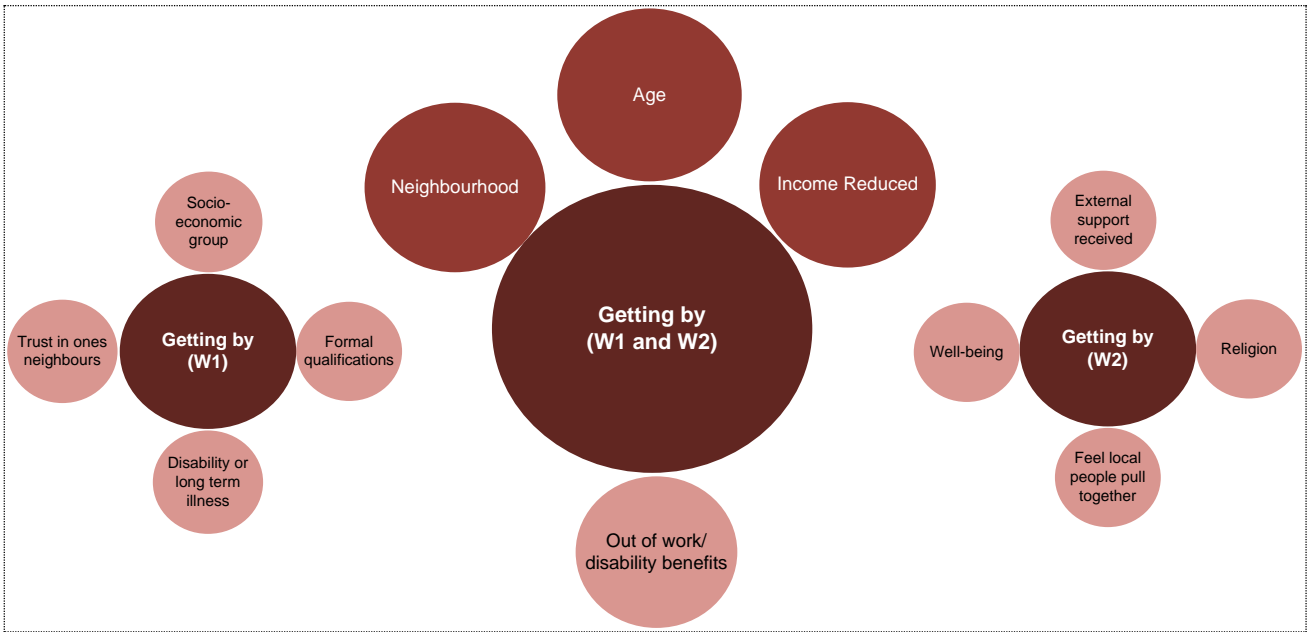 Socio-
economic
group
Trust in ones
neighbours
Getting by
(W1)
Formal
qualifications
Disability or
long term
illness
Neighbourhood
Age
Income Reduced
Getting by
(W1 and W2)
Out of work/
disability benefits
External
support
received
Well-being
Getting by
(W2)
Religion
Feel local
people pull
together